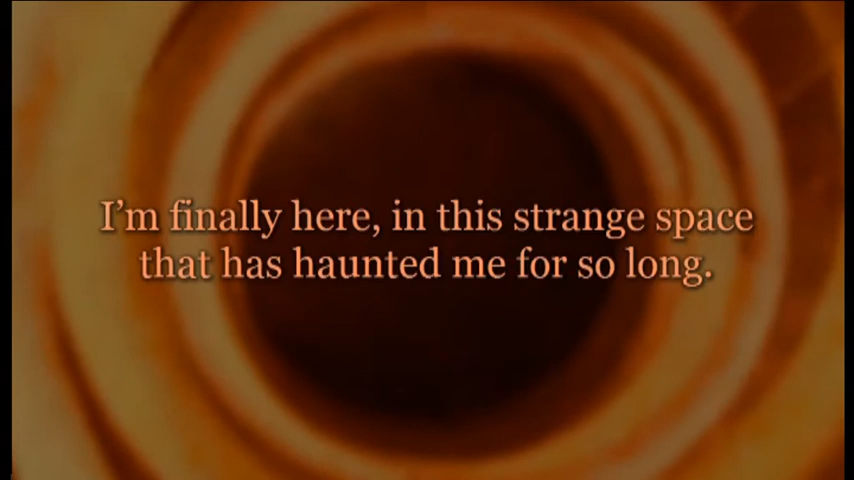 I’m finally here, in this strange space
that has haunted me for so long.